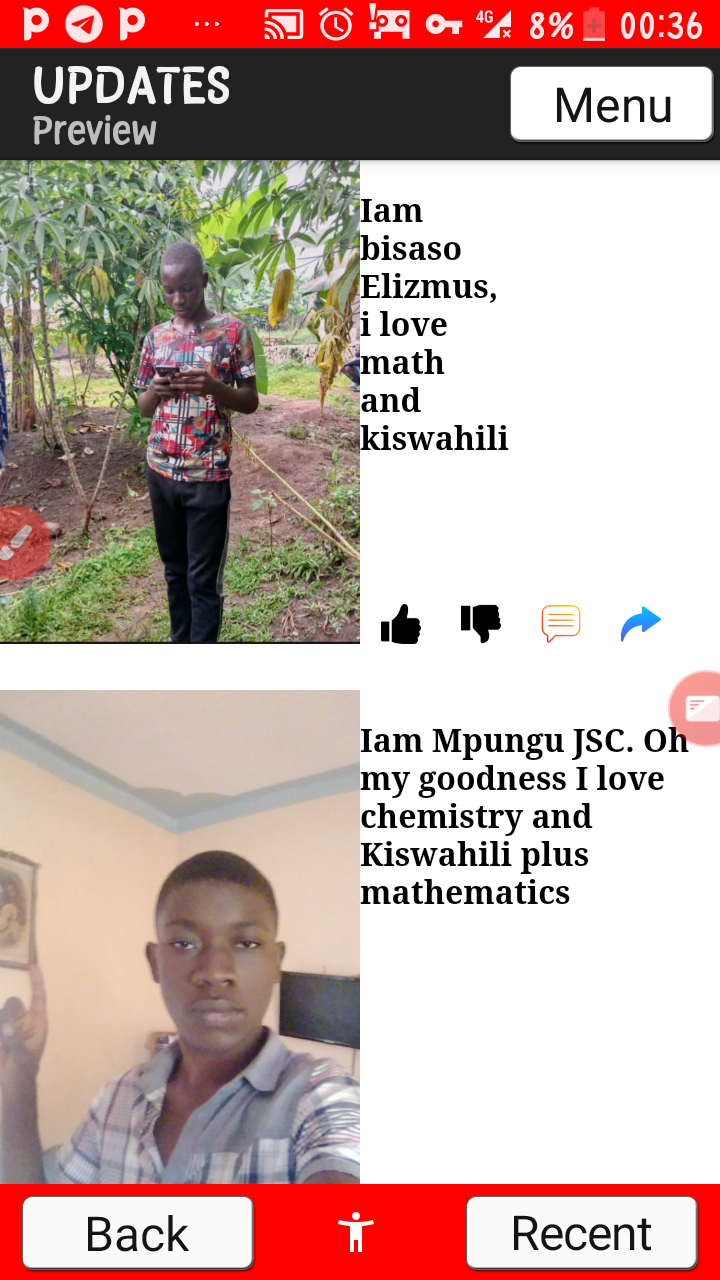 4G 8% 00:36
UPDATES
Preview
Menu
Iam
bisaso
Elizmus,
i love
math
and
kiswahili
Iam Mpungu JSC. Oh
my goodness I love
chemistry and
Kiswahili plus
mathematics
Back
Recent